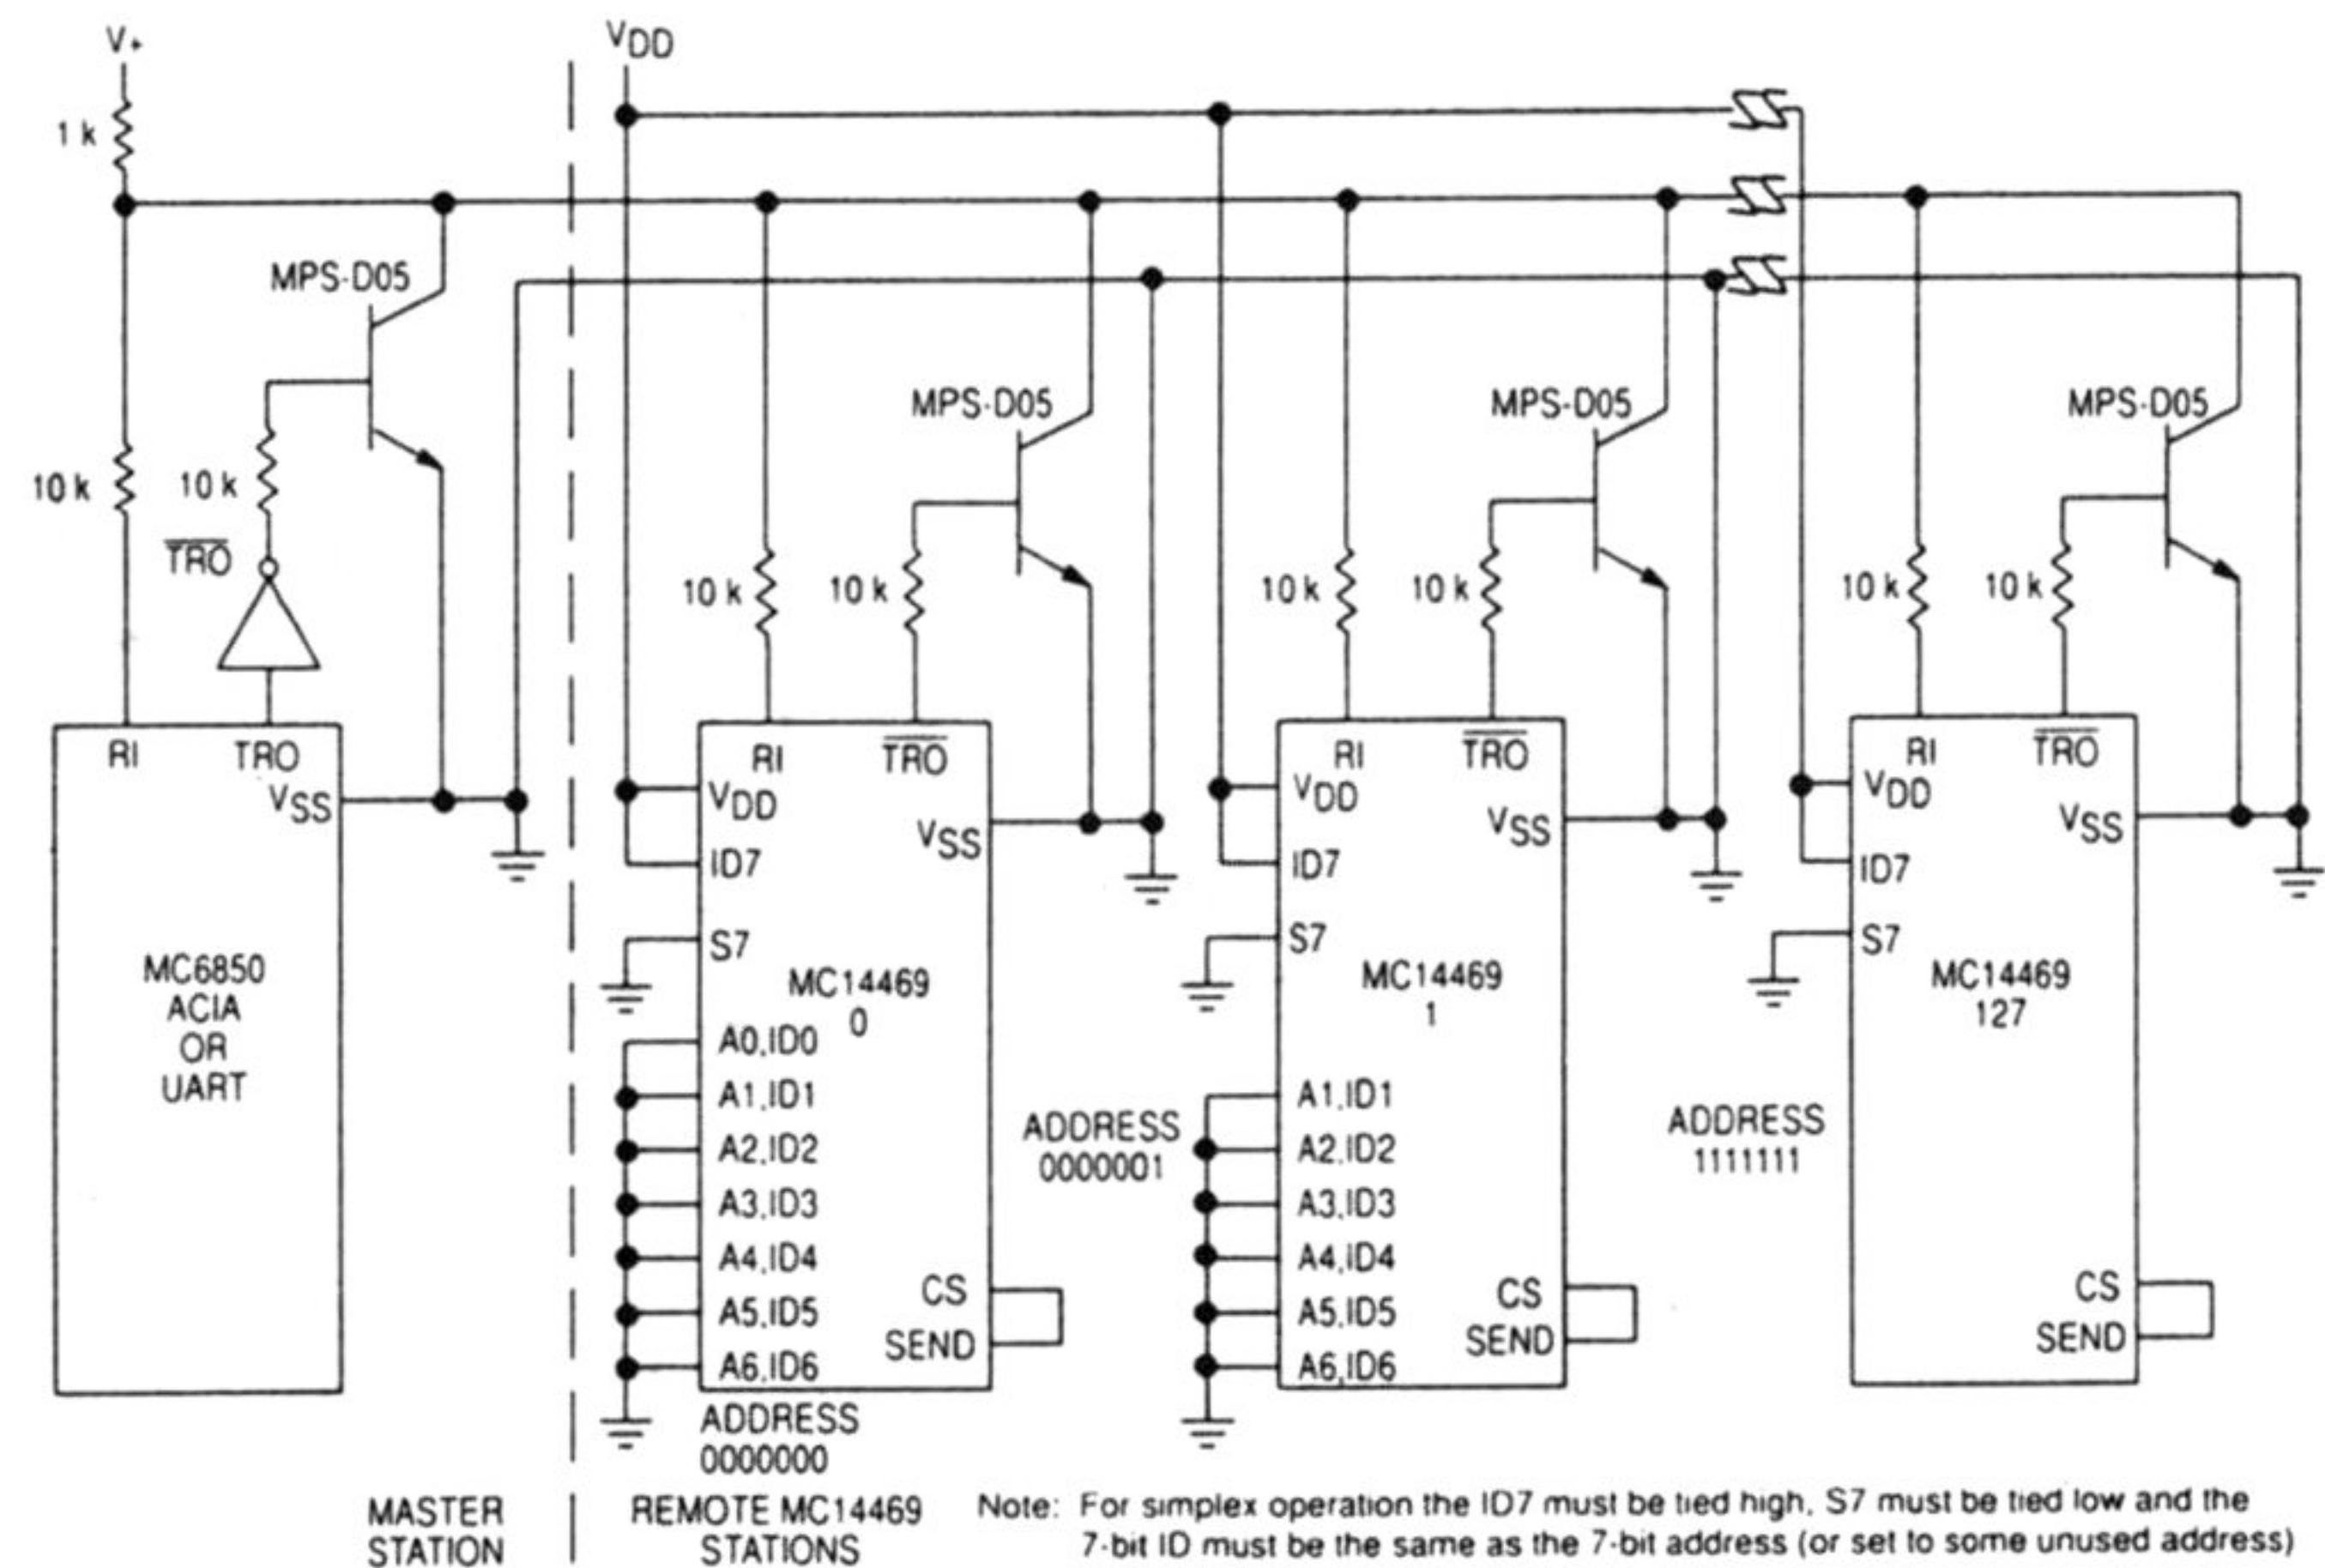 V+
VDD
1 k
MPS-D05
MPS-D05
MPS-D05
MPS-D05
10 k
10 k
TRO
10 k
10 k
10 k
10 k
10 k
10 k
RI
TRO
VSS
MC6850
ACIA
OR
UART
RI
TRO
VDD
VSS
ID7
S7
MC14469
0
A0,ID0
A1,ID1
A2,ID2
A3,ID3
A4,ID4
A5,ID5
A6,ID6
CS
SEND
ADDRESS
0000000
RI
TRO
VDD
VSS
ID7
S7
MC14469
1
ADDRESS
0000001
A1,ID1
A2,ID2
A3,ID3
A4,ID4
A5,ID5
A6,ID6
CS
SEND
RI
TRO
VDD
VSS
ID7
S7
MC14469
127
ADDRESS
1111111
CS
SEND
MASTER
STATION
REMOTE MC14469
STATIONS
Note: For simplex operation the ID7 must be tied high, S7 must be tied low and the
7-bit ID must be the same as the 7-bit address (or set to some unused address)